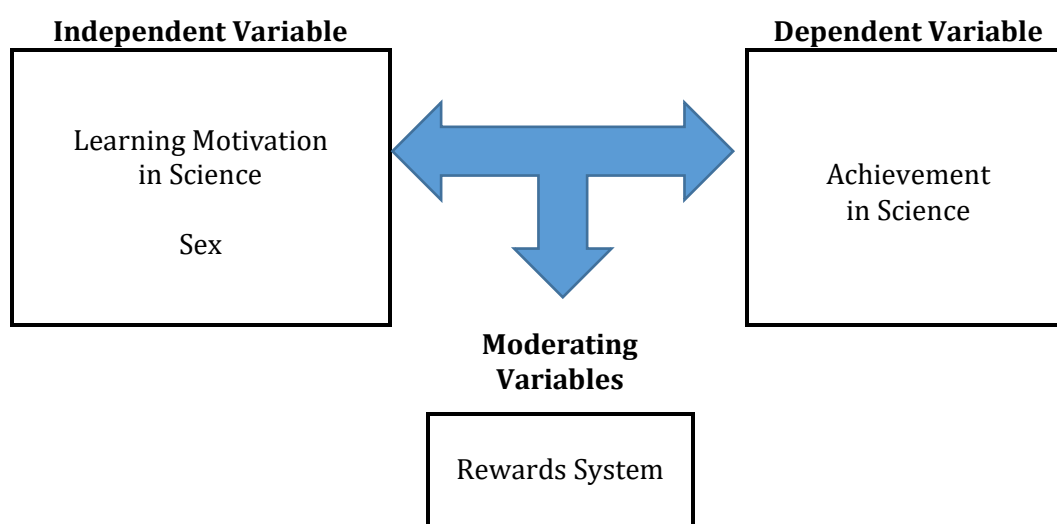 Independent Variable
Dependent Variable
Learning Motivation
in Science
Sex
Achievement
in Science
Moderating
Variables
Rewards System